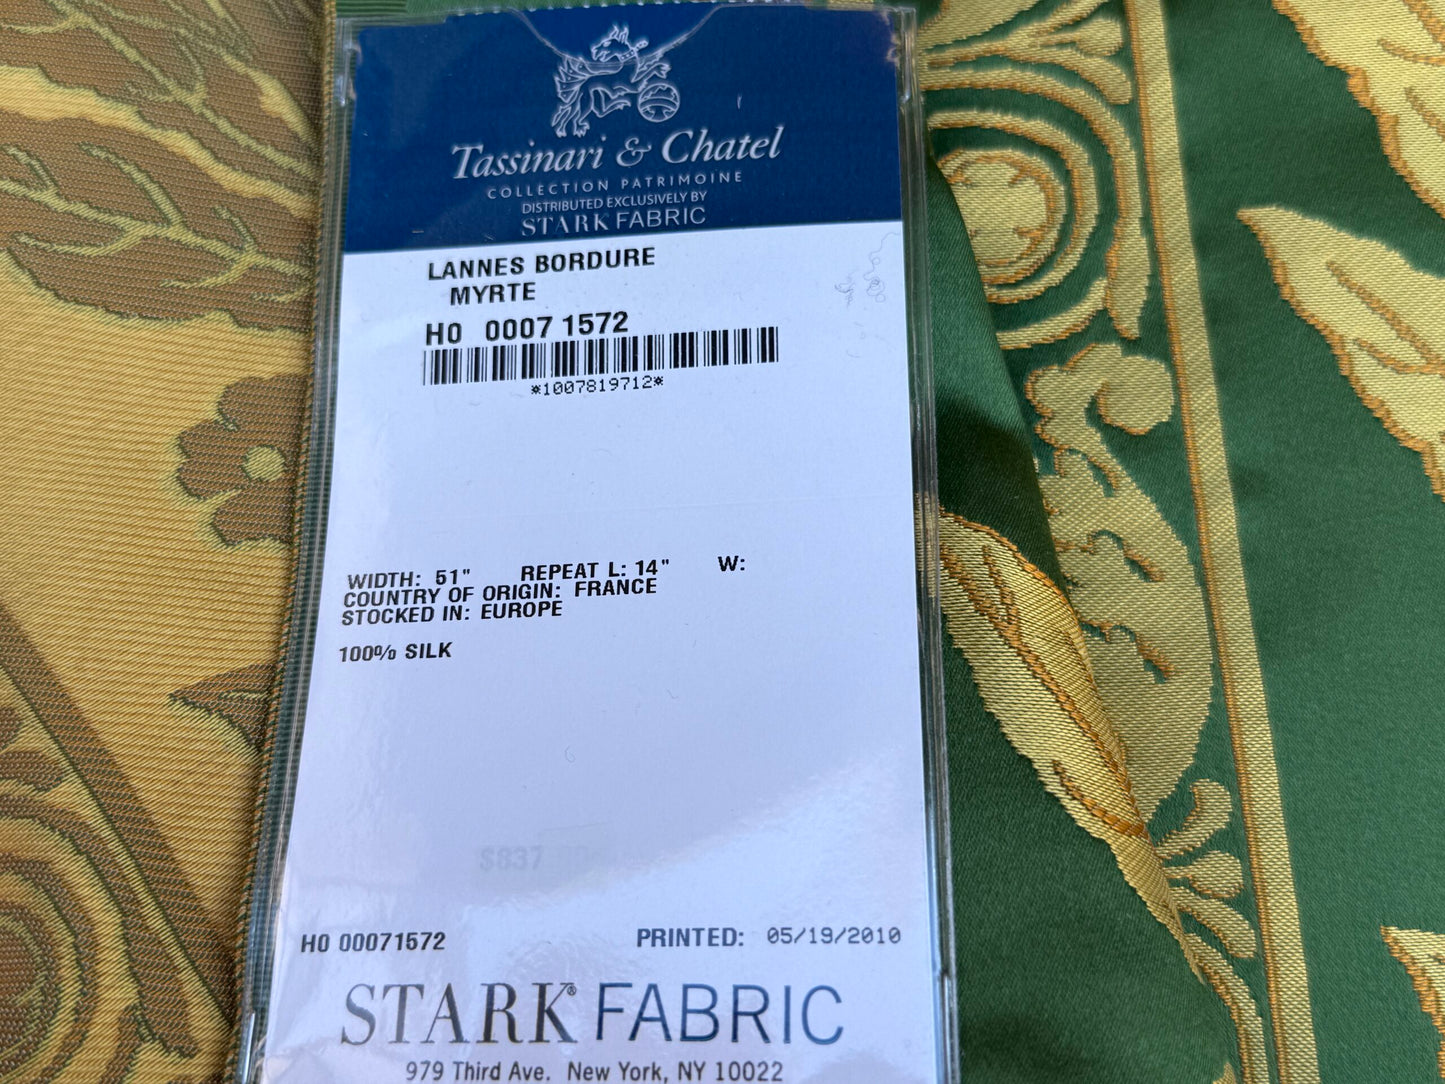 Tassinari & Chatel
COLLECTION PATRIMOINE
DISTRIBUTED EXCLUSIVELY BY
STARK FABRIC
LANNES BORDURE
MYRTE
H0 0007 1572
*1007819712*
WIDTH: 51" REPEAT L: 14" W:
COUNTRY OF ORIGIN: FRANCE
STOCKED IN: EUROPE
100% SILK
$837
H0 00071572 PRINTED: 05/19/2010
STARK® FABRIC
979 Third Ave. New York, NY 10022